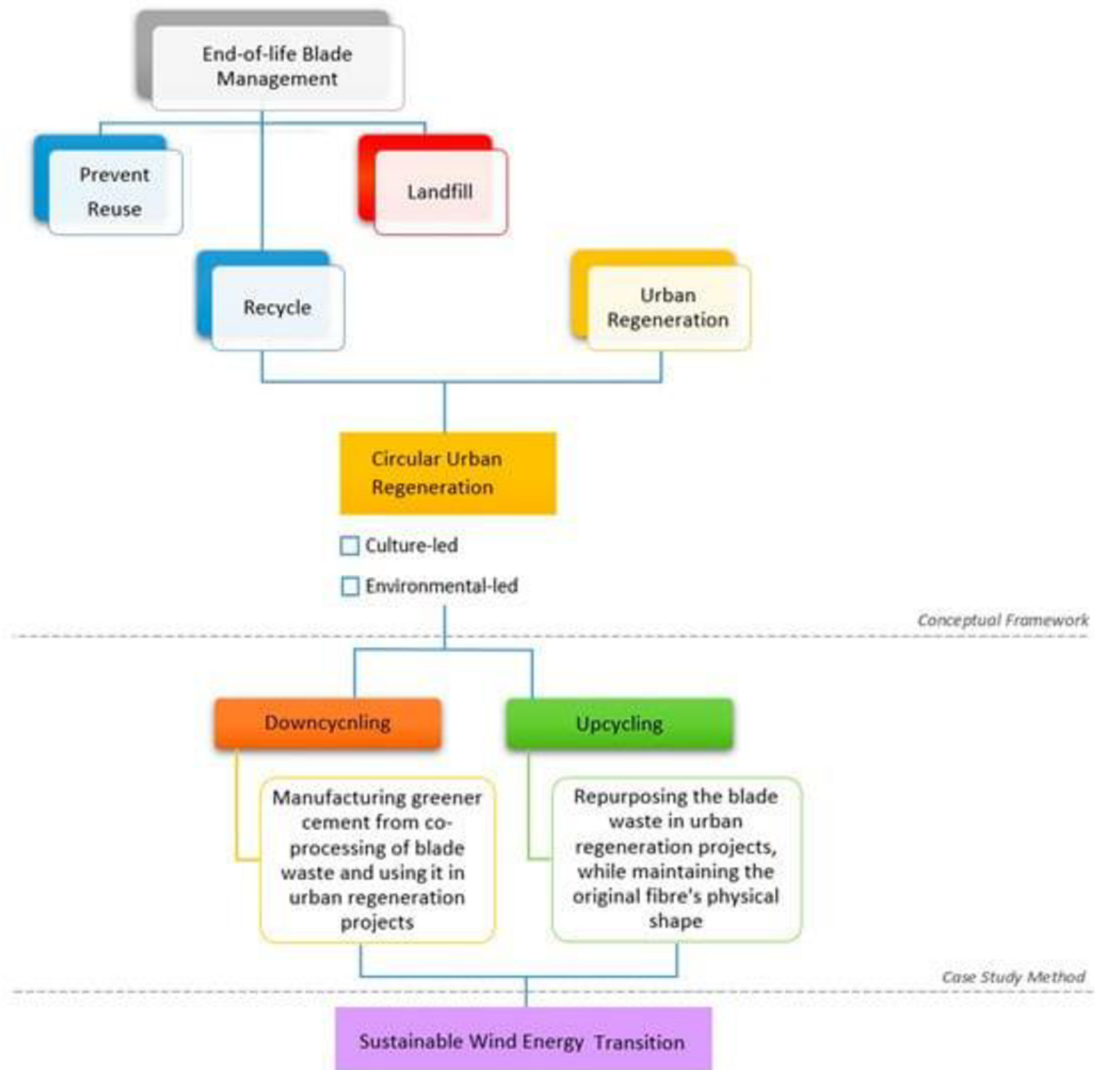 End-of-life Blade
Management
Prevent
Reuse
Landfill
Recycle
Urban
Regeneration
Circular Urban
Regeneration
Culture-led
Environmental-led
Conceptual Framework
Downcycnling
Upcycling
Manufacturing greener
cement from co-
processing of blade
waste and using it in
urban regeneration
projects
Repurposing the blade
waste in urban
regeneration projects,
while maintaining the
original fibre's physical
shape
Case Study Method
Sustainable Wind Energy Transition